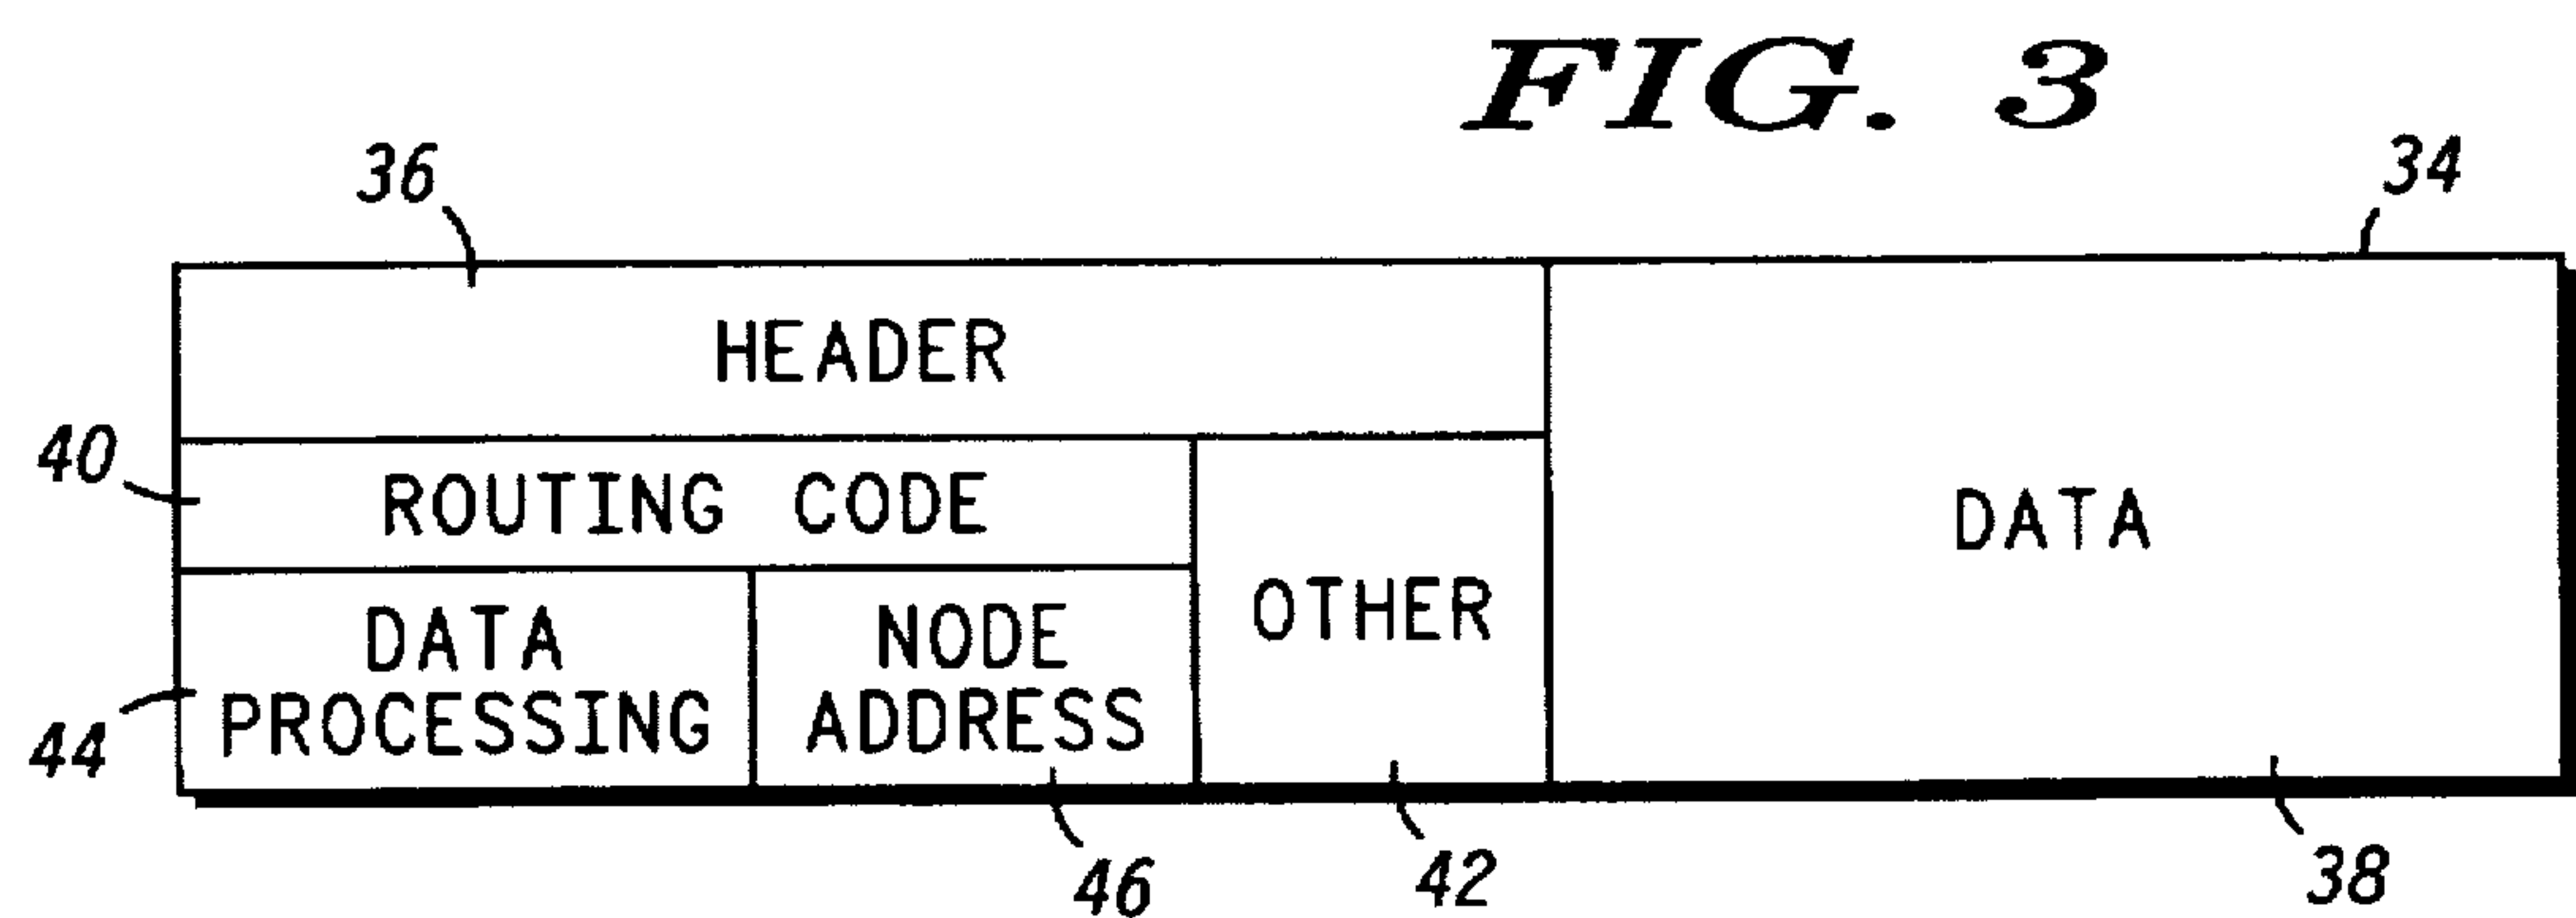 FIG. 3
36
34
HEADER
40
ROUTING CODE
DATA
OTHER
DATA
PROCESSING
NODE
ADDRESS
44
46
42
38